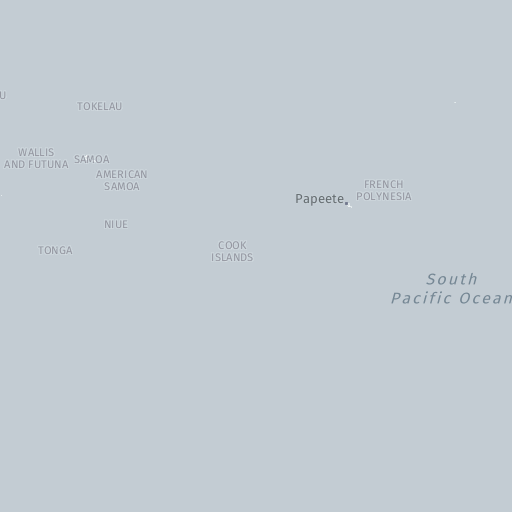 U
TOKELAU
WALLIS
AND FUTUNA
SAMOA
AMERICAN
SAMOA
FRENCH
POLYNESIA
Papeete
NIUE
COOK
ISLANDS
TONGA
South
Pacific Ocean